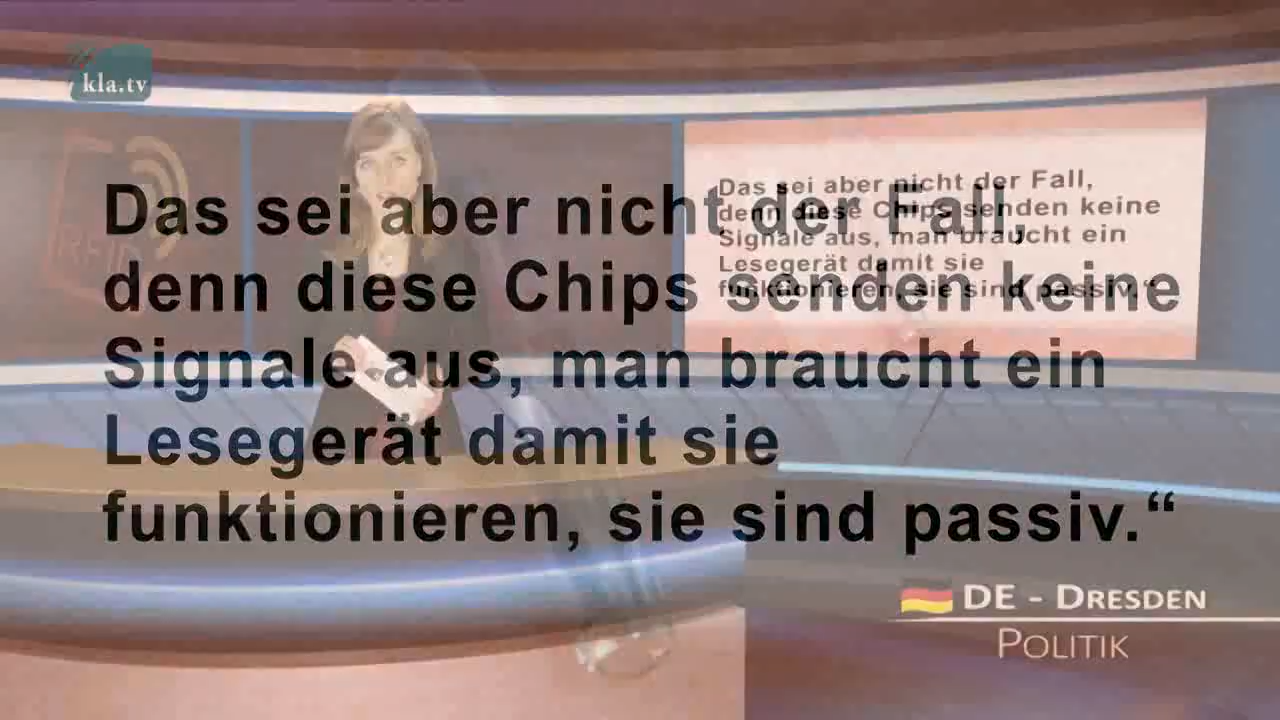 kla.tv
RFID
Das sei aber nicht der Fall,
denn diese Chips senden keine
Signale aus, man braucht ein
Lesegerät damit sie
funktionieren, sie sind passiv.“
Das sei aber nicht der Fall,
denn diese Chips senden keine
Signale aus, man braucht ein
Lesegerät damit sie
funktionieren, sie sind passiv.“
DE - DRESDEN
POLITIK